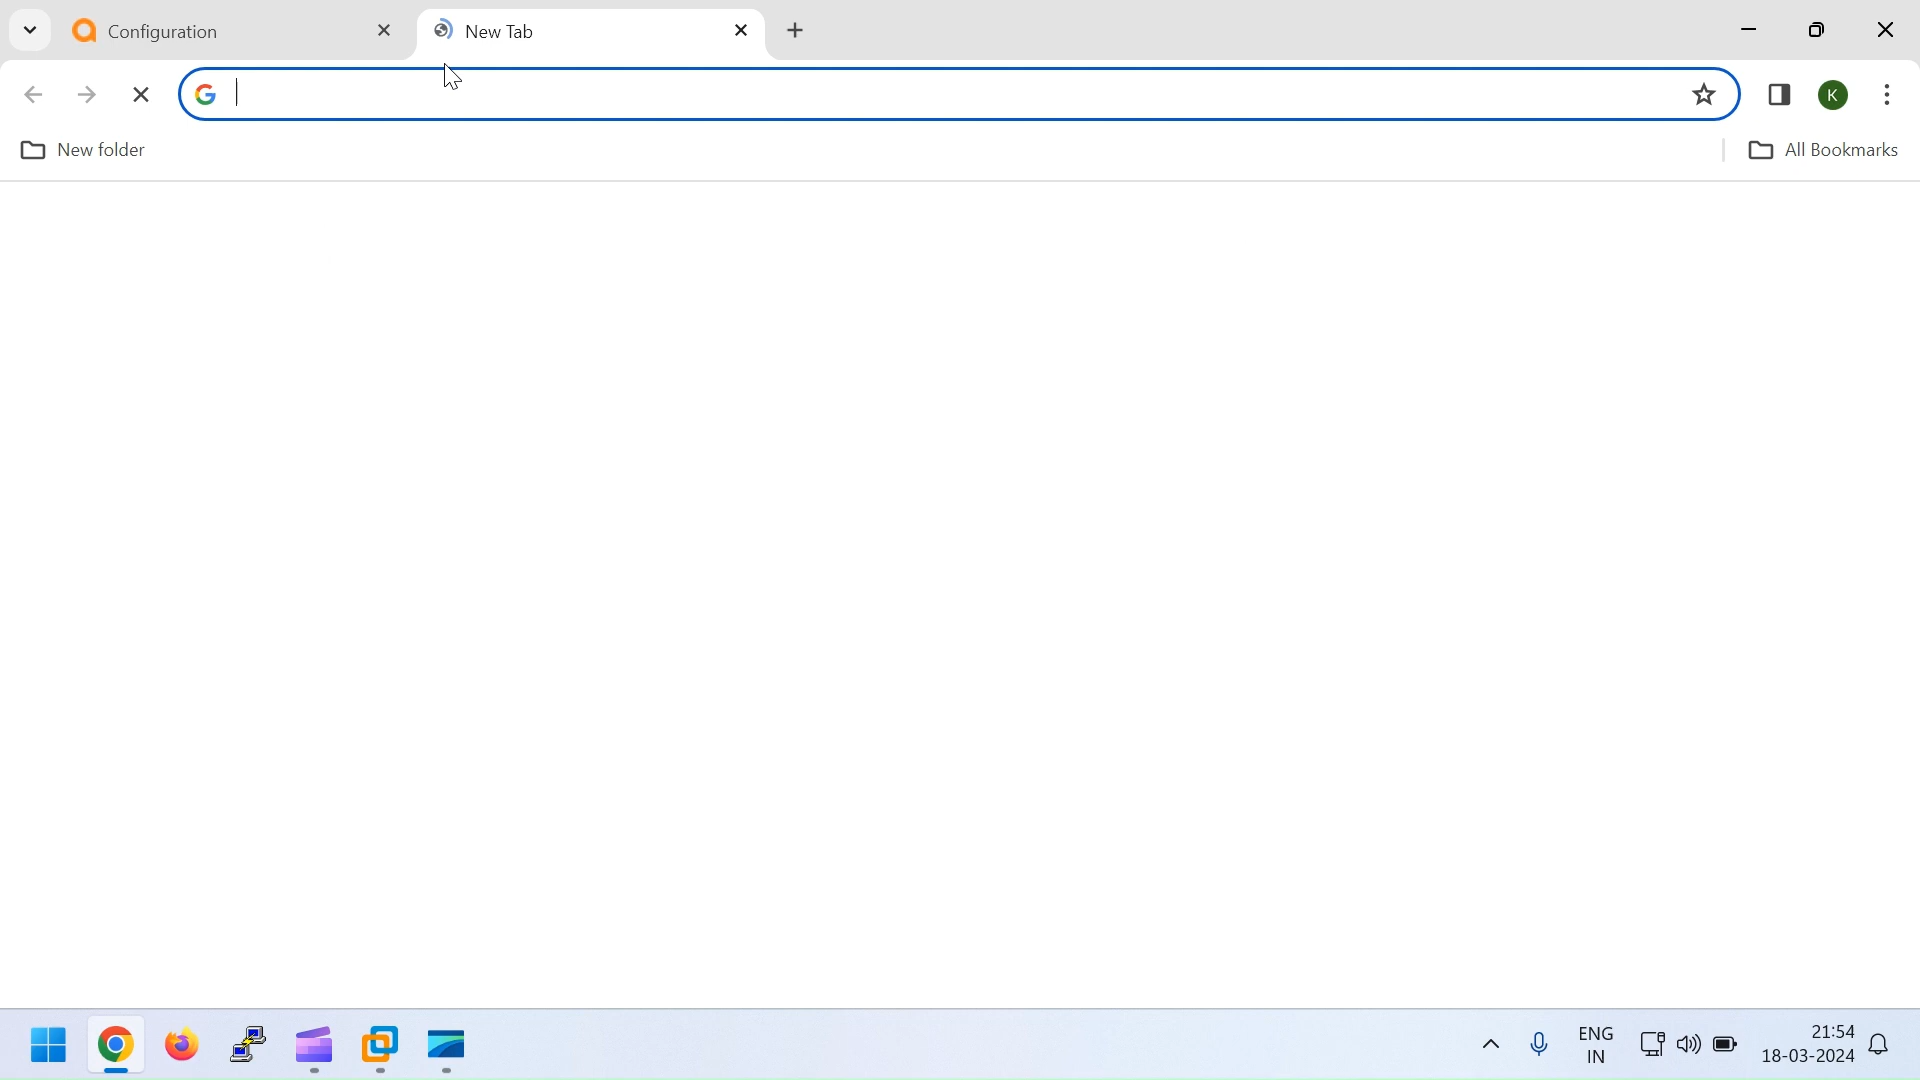 Configuration
New Tab
New folder
All Bookmarks
K
ENG
IN
21:54
18-03-2024